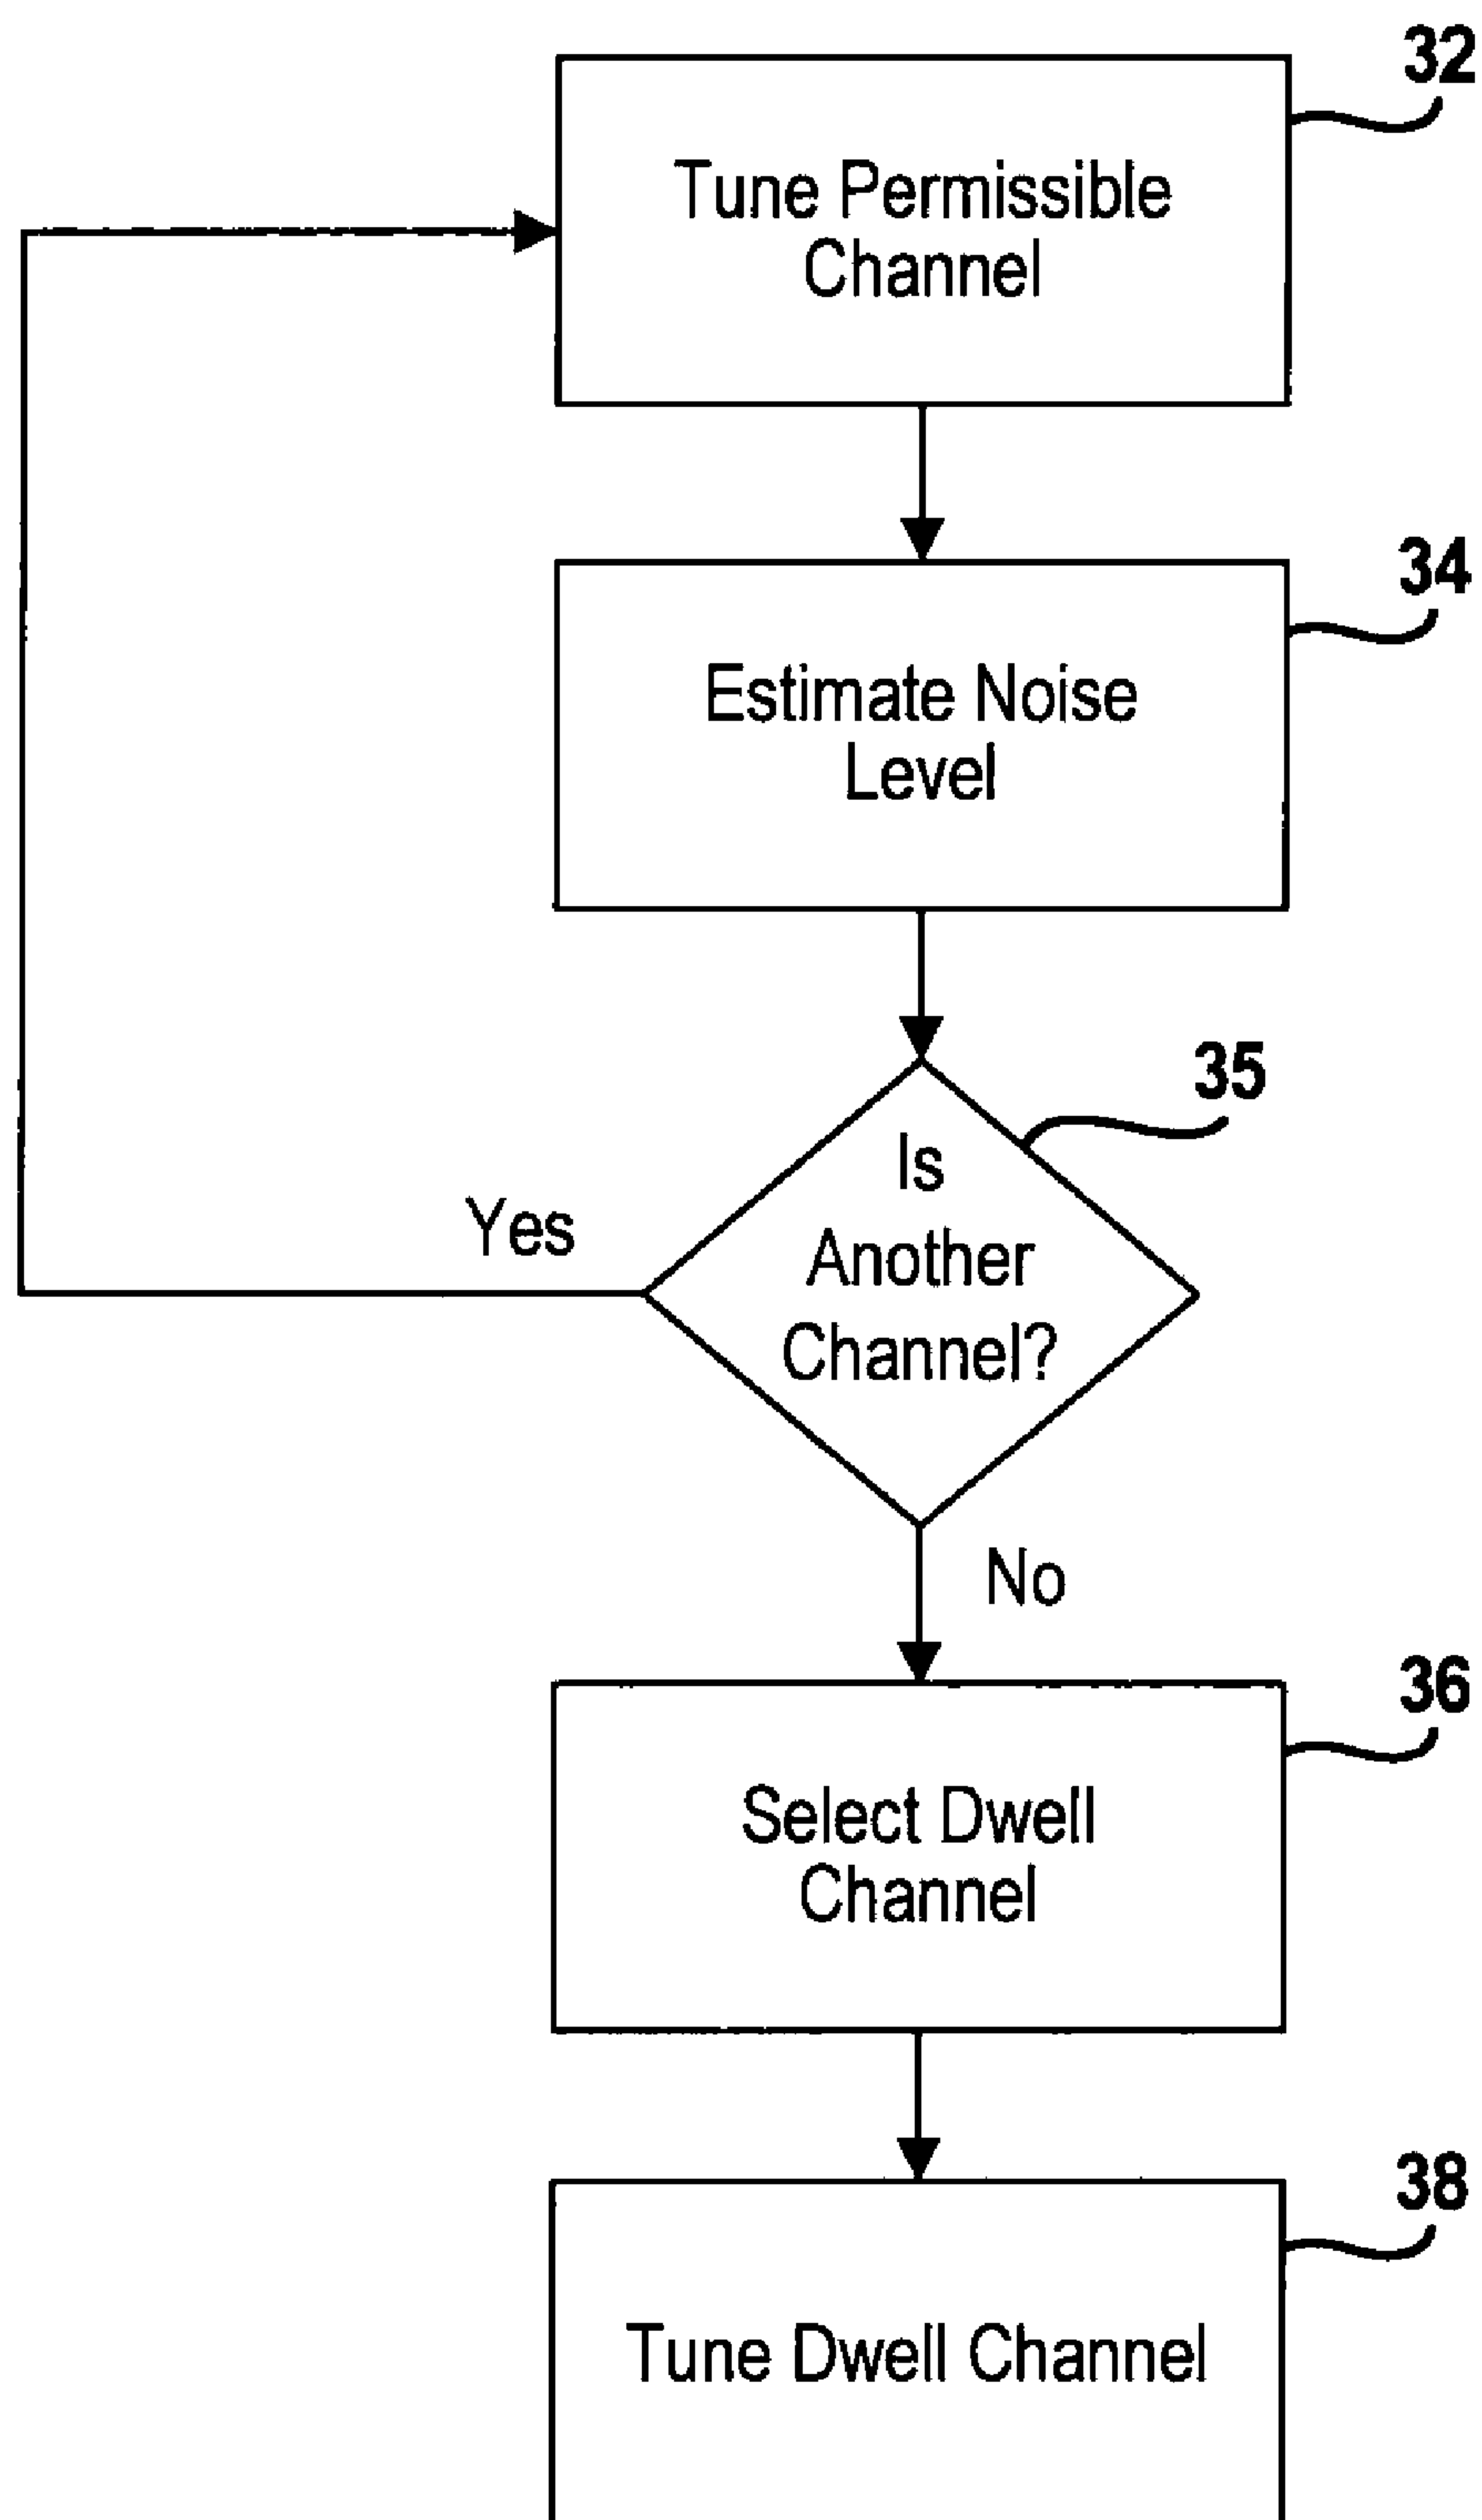 32
Tune Permissible
Channel
34
Estimate Noise
Level
35
Is
Another
Channel?
Yes
No
36
Select Dwell
Channel
38
Tune Dwell Channel